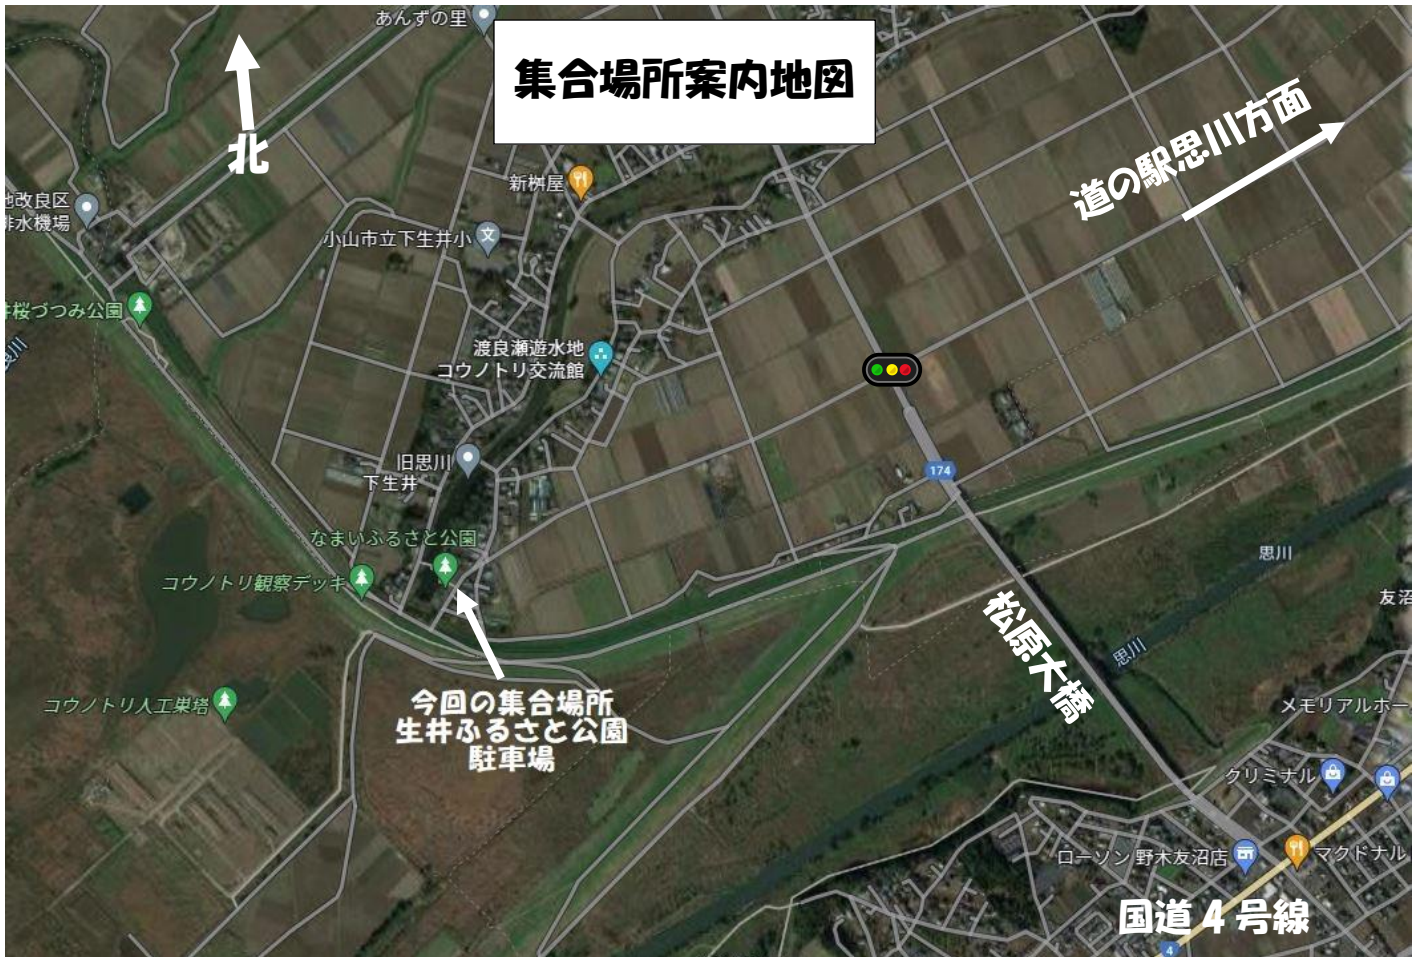 あんずの里
集合場所案内地図
北
道の駅思川方面
新桝屋
地改良区
排水機場
小山市立下生井小
文
井桜づつみ公園
良川
渡良瀬遊水地
コウノトリ交流館
旧思川
下生井
174
なまいふるさと公園
コウノトリ観察デッキ
思川
友沼
松原大橋
思川
コウノトリ人工巣塔
今回の集合場所
生井ふるさと公園
駐車場
メモリアルホー
クリミナル
ローソン 野木友沼店
マクドナル
国道4号線
4